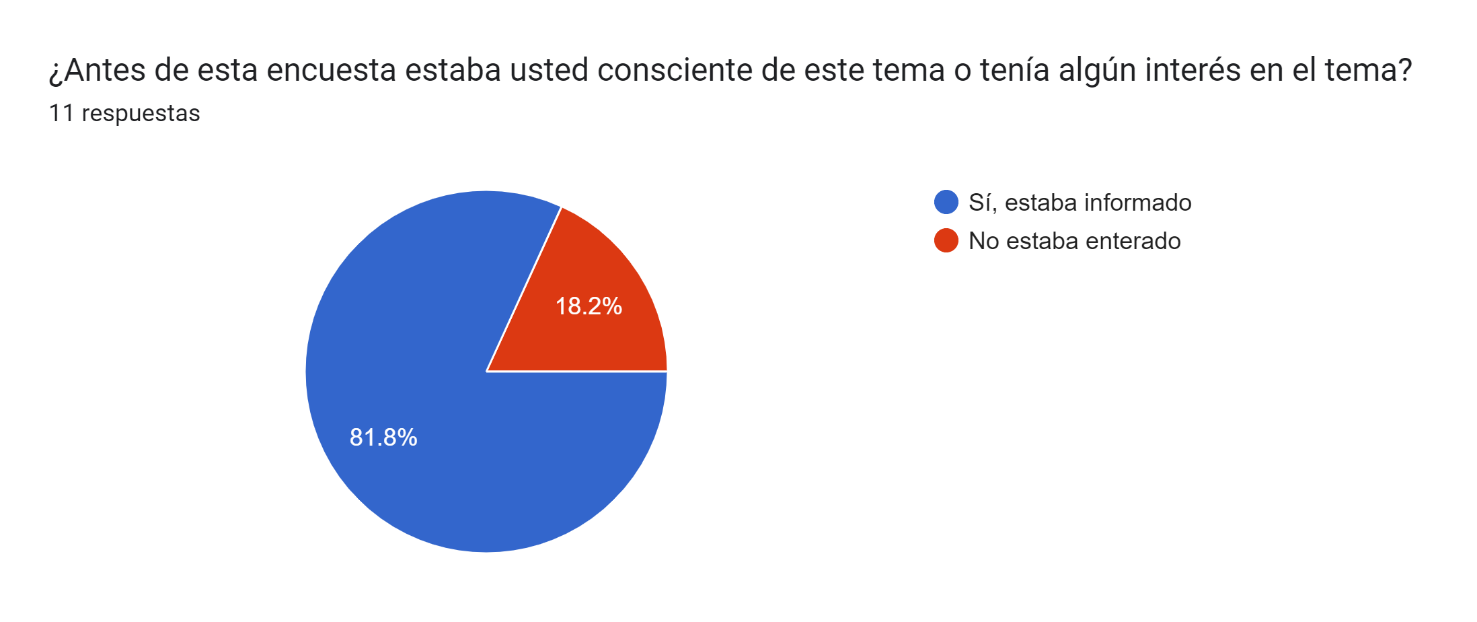 ¿Antes de esta encuesta estaba usted consciente de este tema o tenía algún interés en el tema?
11 respuestas
Sí, estaba informado
No estaba enterado
18.2%
81.8%